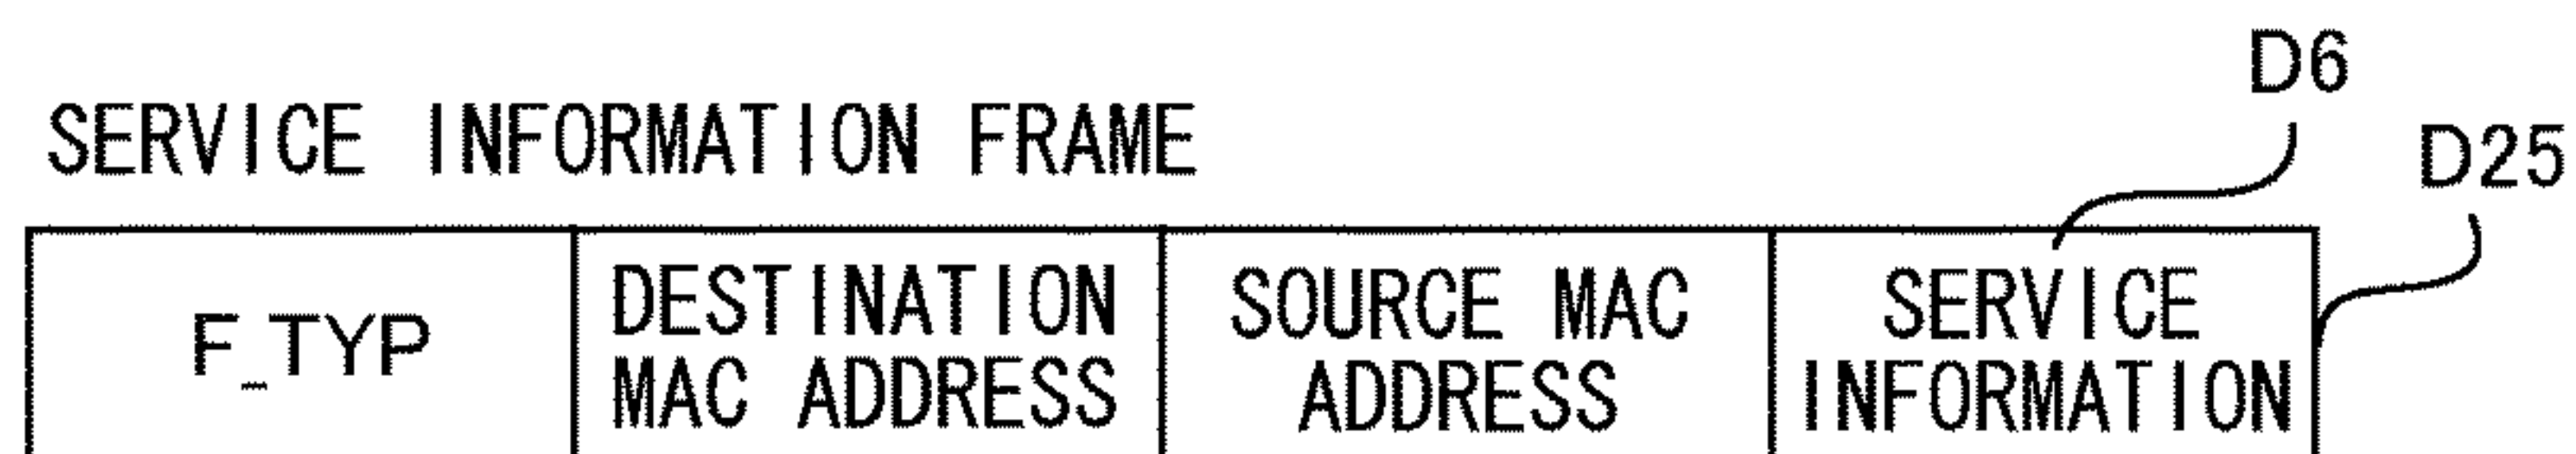 D6
SERVICE INFORMATION FRAME
D25
F_TYP
DESTINATION
MAC ADDRESS
SOURCE MAC
ADDRESS
SERVICE
INFORMATION